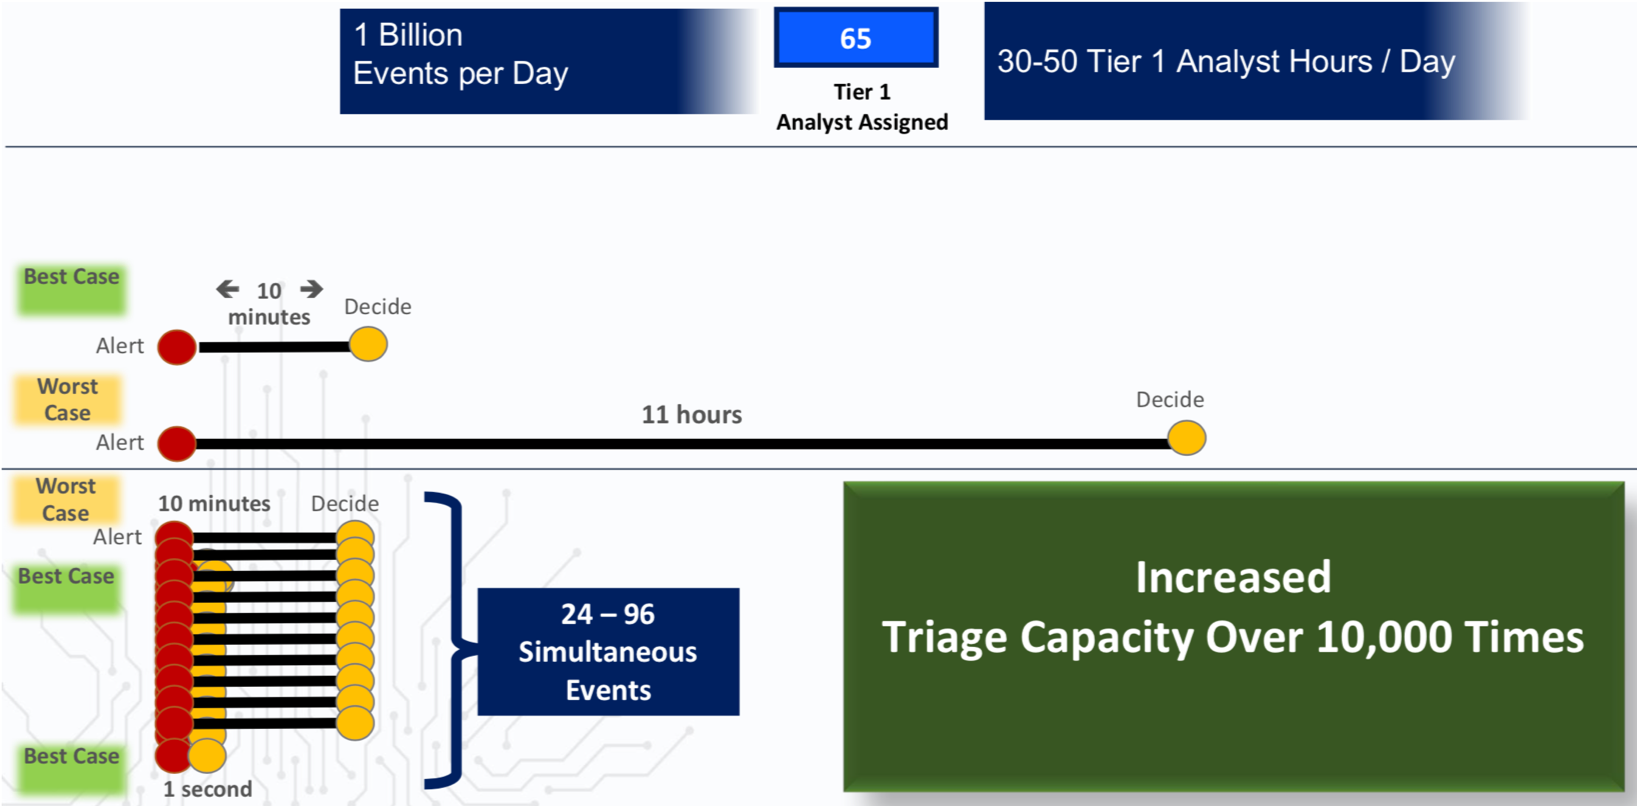 1 Billion
Events per Day
65
Tier 1
Analyst Assigned
30-50 Tier 1 Analyst Hours / Day
Best Case
10
minutes
Decide
Alert
Worst
Case
11 hours
Decide
Alert
Worst
Case
10 minutes
Decide
Alert
Best Case
24 – 96
Simultaneous
Events
Best Case
1 second
Increased
Triage Capacity Over 10,000 Times